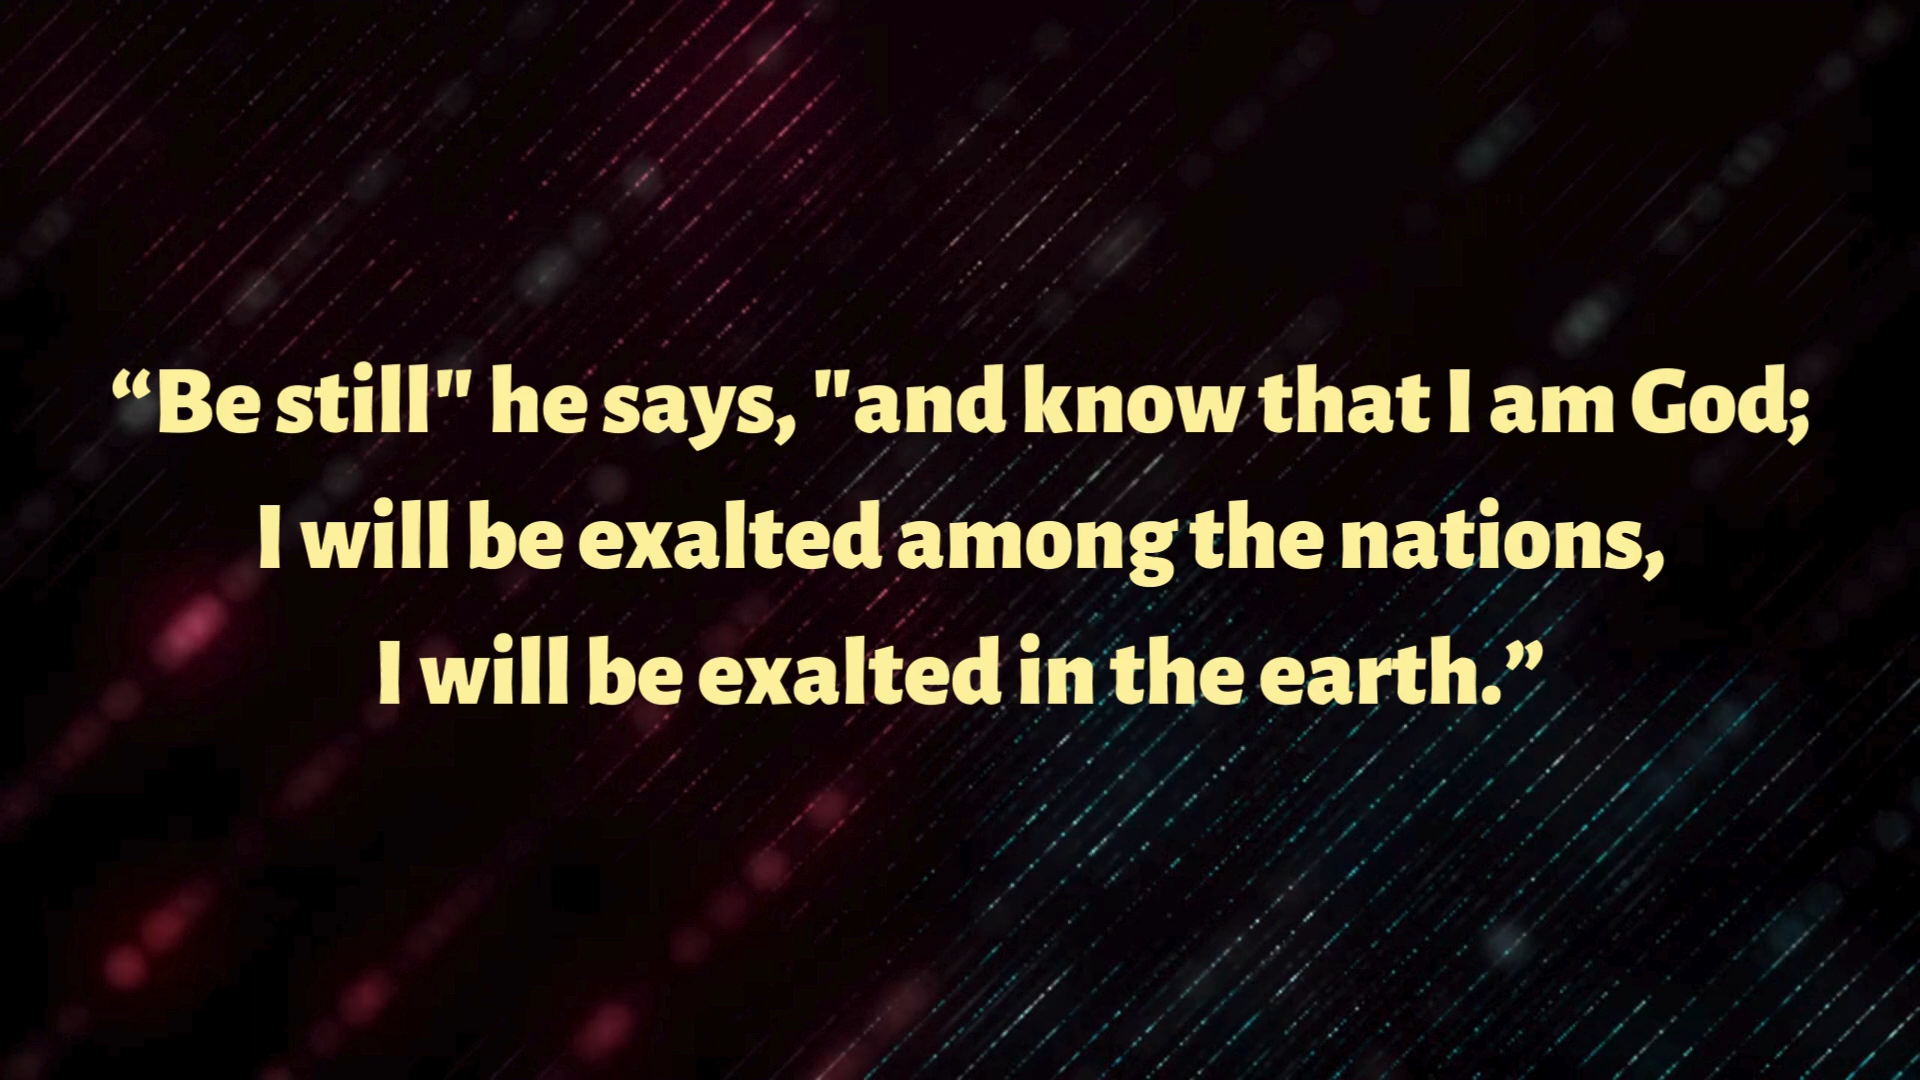 “Be still" he says, "and know that I am God;
I will be exalted among the nations,
I will be exalted in the earth.”